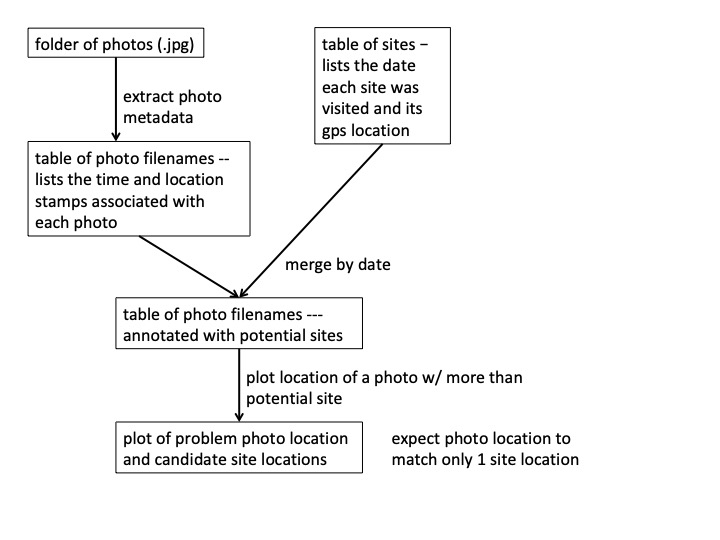 folder of photos (.jpg)
table of sites –
lists the date
each site was
visited and its
gps location
extract photo
metadata
table of photo filenames --
lists the time and location
stamps associated with
each photo
merge by date
table of photo filenames ---
annotated with potential sites
plot location of a photo w/ more than
potential site
plot of problem photo location
and candidate site locations
expect photo location to
match only 1 site location